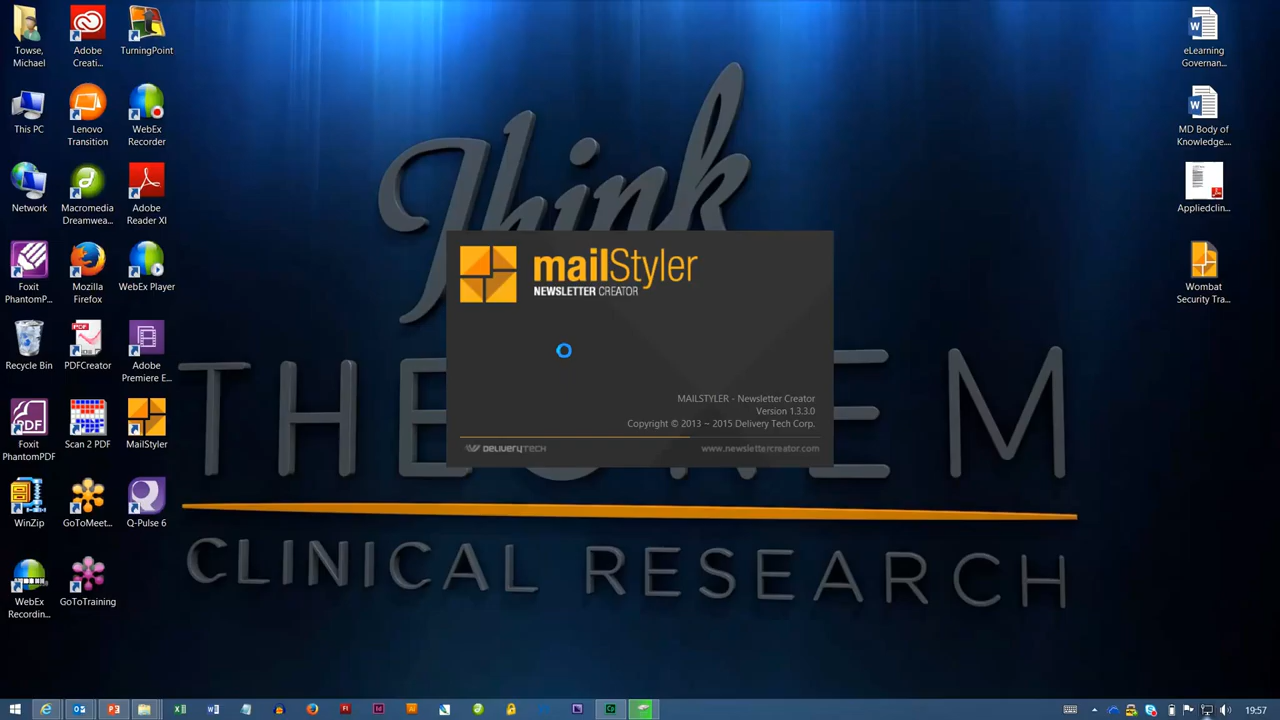 Towse,
Michael
Adobe
Creati...
TurningPoint
This PC
Lenovo
Transition
WebEx
Recorder
Network
Macromedia
Dreamwea...
Adobe
Reader XI
Foxit
PhantomP...
Mozilla
Firefox
WebEx Player
Recycle Bin
PDFCreator
Adobe
Premiere E...
Foxit
PhantomPDF
Scan 2 PDF
MailStyler
WinZip
GoToMeet...
Q-Pulse 6
WebEx
Recordin...
GoToTraining
Think
THEOREM
CLINICAL RESEARCH
mailStyler
NEWSLETTER CREATOR
MAILSTYLER - Newsletter Creator
Version 1.3.3.0
Copyright © 2013 ~ 2015 Delivery Tech Corp.
DELIVERYTECH
www.newslettercreator.com
eLearning
Governan...
MD Body of
Knowledge....
Appliedclin...
Wombat
Security Tra...
19:57